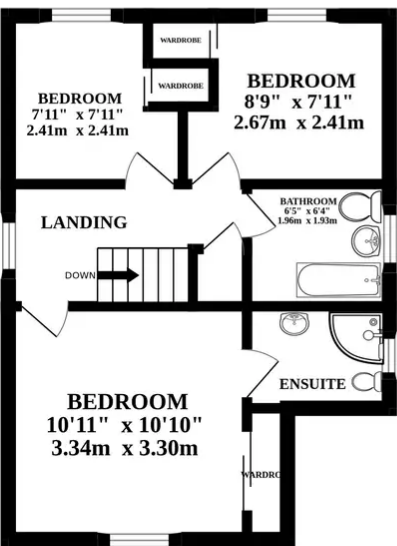 WARDROBE
WARDROBE
BEDROOM
7'11" x 7'11"
2.41m x 2.41m
BEDROOM
8'9" x 7'11"
2.67m x 2.41m
LANDING
BATHROOM
6'5" x 6'4"
1.96m x 1.93m
DOWN
ENSUITE
BEDROOM
10'11" x 10'10"
3.34m x 3.30m
WARDRO